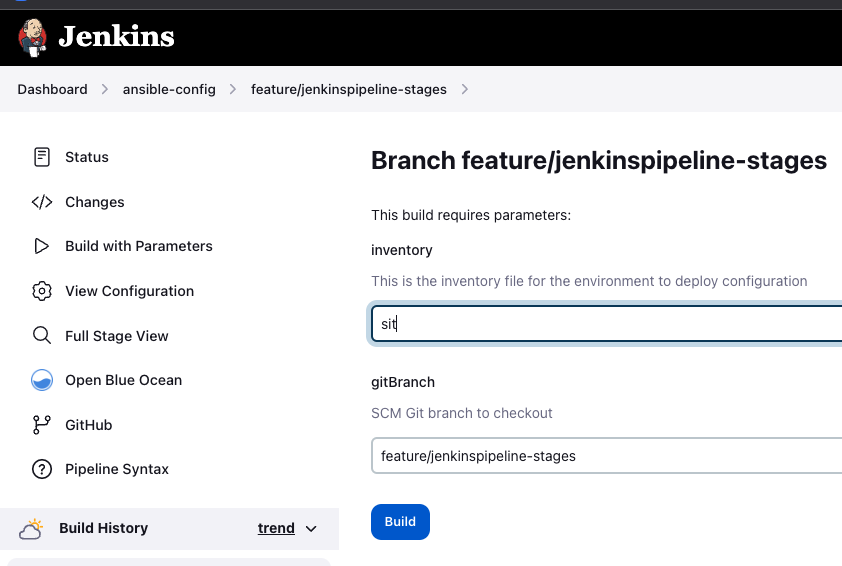 Jenkins
Dashboard > ansible-config > feature/jenkinspipeline-stages >
Status
Changes
Build with Parameters
View Configuration
Full Stage View
Open Blue Ocean
GitHub
Pipeline Syntax
Build History trend
Branch feature/jenkinspipeline-stages
This build requires parameters:
inventory
This is the inventory file for the environment to deploy configuration
sit
gitBranch
SCM Git branch to checkout
feature/jenkinspipeline-stages
Build